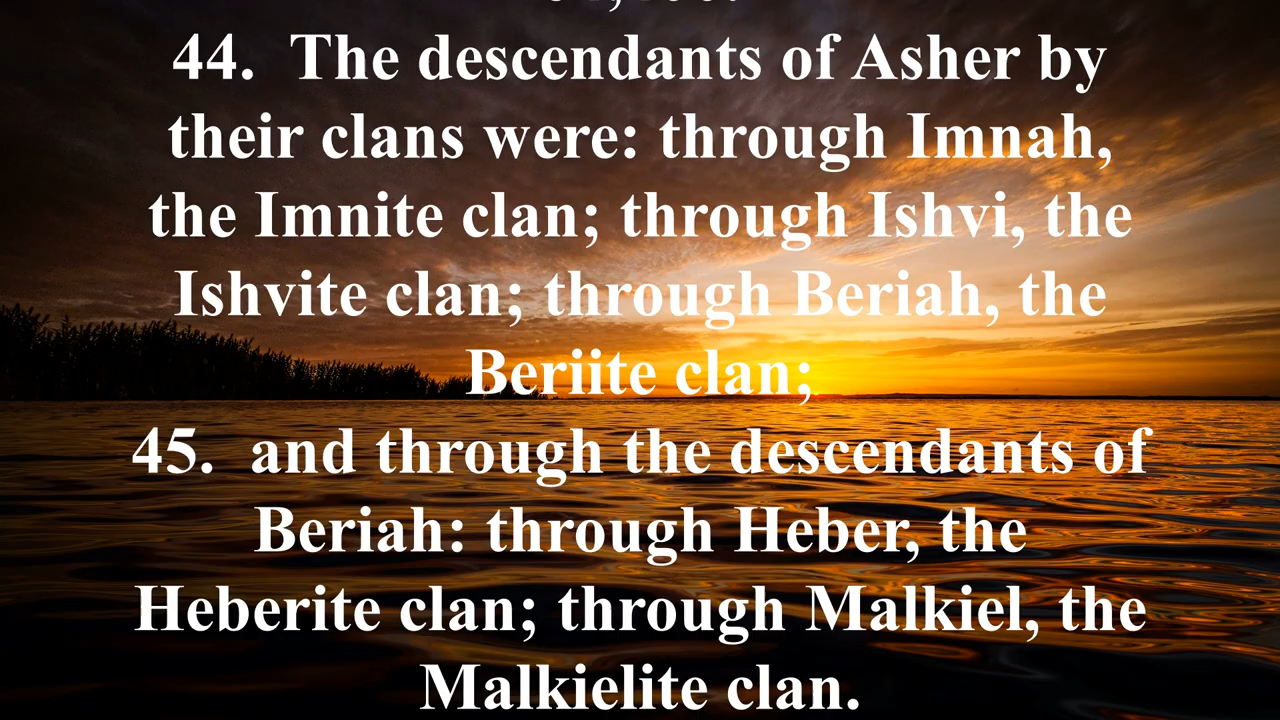 44.  The descendants of Asher by
their clans were: through Imnah,
the Imnite clan; through Ishvi, the
Ishvite clan; through Beriah, the
Beriite clan;
45.  and through the descendants of
Beriah: through Heber, the
Heberite clan; through Malkiel, the
Malkielite clan.